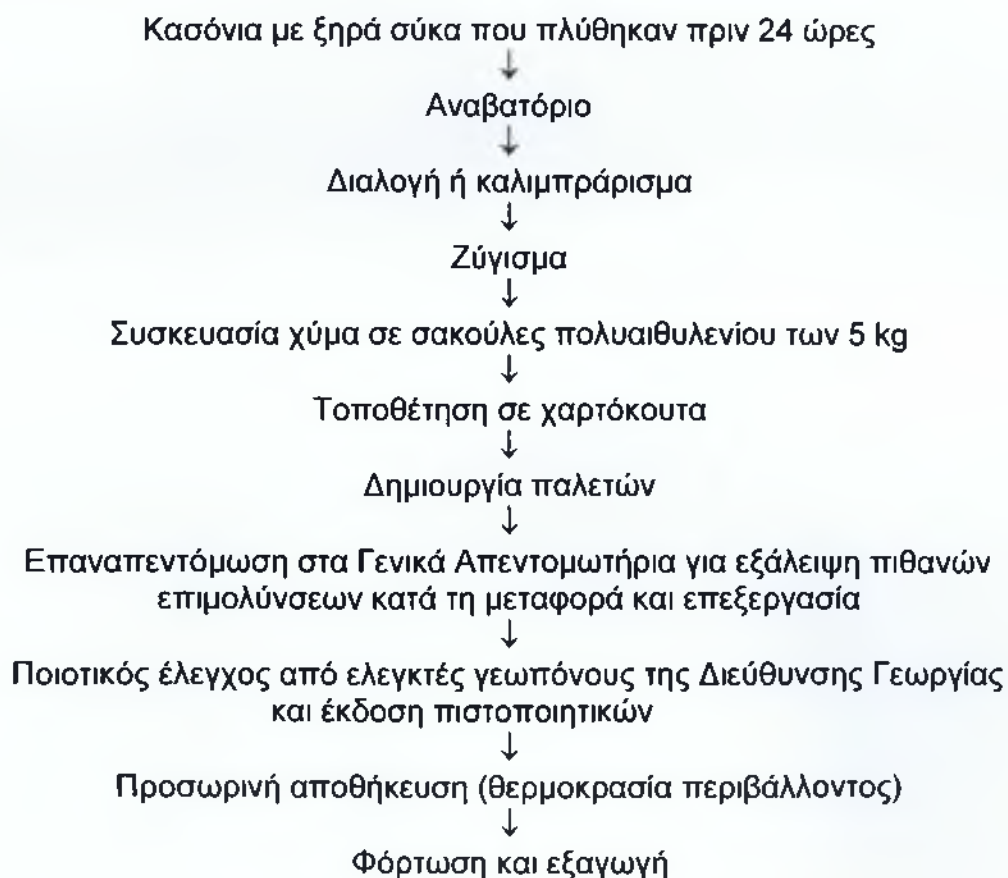 Κασόνια με ξηρά σύκα που πλύθηκαν πριν 24 ώρες
↓
Αναβατόριο
↓
Διαλογή ή καλιμπράρισμα
↓
Ζύγισμα
↓
Συσκευασία χύμα σε σακούλες πολυαιθυλενίου των 5 kg
↓
Τοποθέτηση σε χαρτόκουτα
↓
Δημιουργία παλετών
↓
Επαναπεντόμωση στα Γενικά Απεντομωτήρια για εξάλειψη πιθανών
επιμολύνσεων κατά τη μεταφορά και επεξεργασία
↓
Ποιοτικός έλεγχος από ελεγκτές γεωπόνους της Διεύθυνσης Γεωργίας
και έκδοση πιστοποιητικών
↓
Προσωρινή αποθήκευση (θερμοκρασία περιβάλλοντος)
↓
Φόρτωση και εξαγωγή